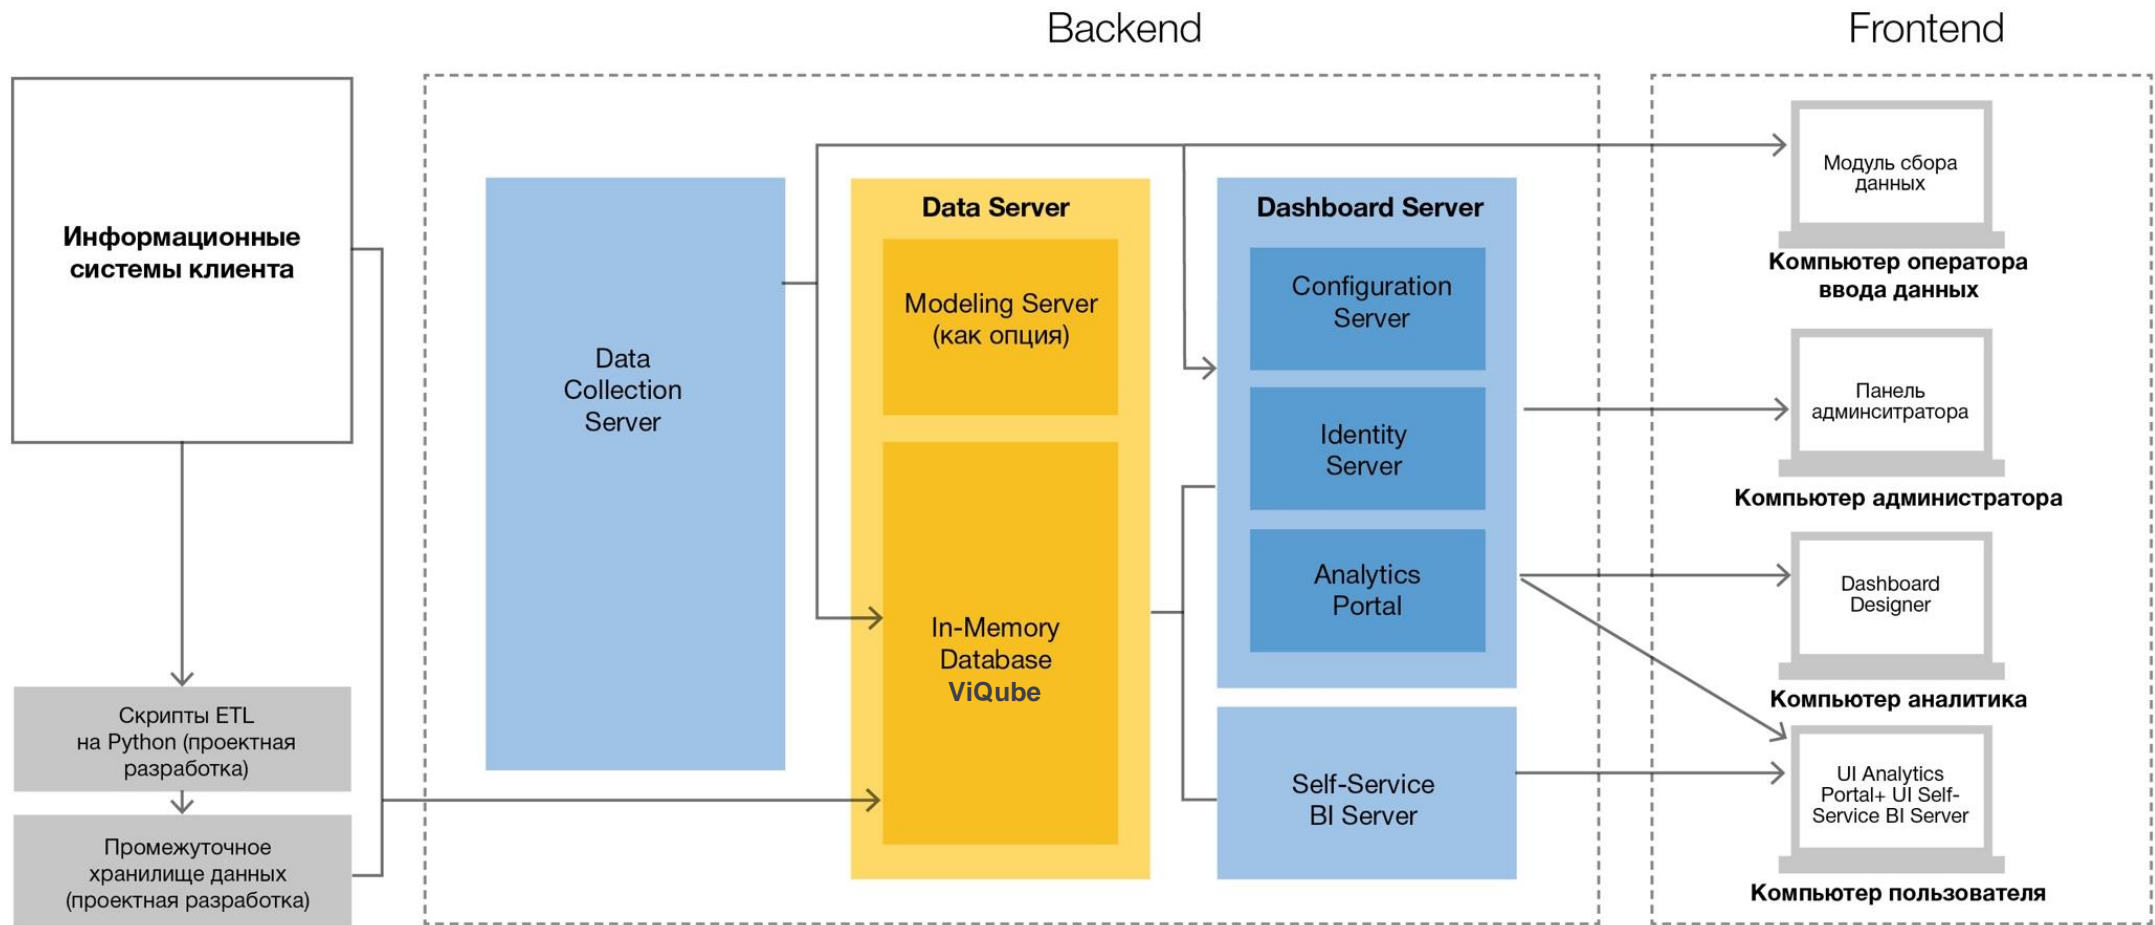 Backend
Frontend
Информационные
системы клиента
Скрипты ETL
на Python (проектная
разработка)
Промежуточное
хранилище данных
(проектная разработка)
Data
Collection
Server
Data Server
Modeling Server
(как опция)
In-Memory
Database
ViQube
Dashboard Server
Configuration
Server
Identity
Server
Analytics
Portal
Self-Service
BI Server
Модуль сбора
данных
Компьютер оператора
ввода данных
Панель
админситратора
Компьютер администратора
Dashboard
Designer
Компьютер аналитика
UI Analytics
Portal+ UI Self-
Service BI Server
Компьютер пользователя